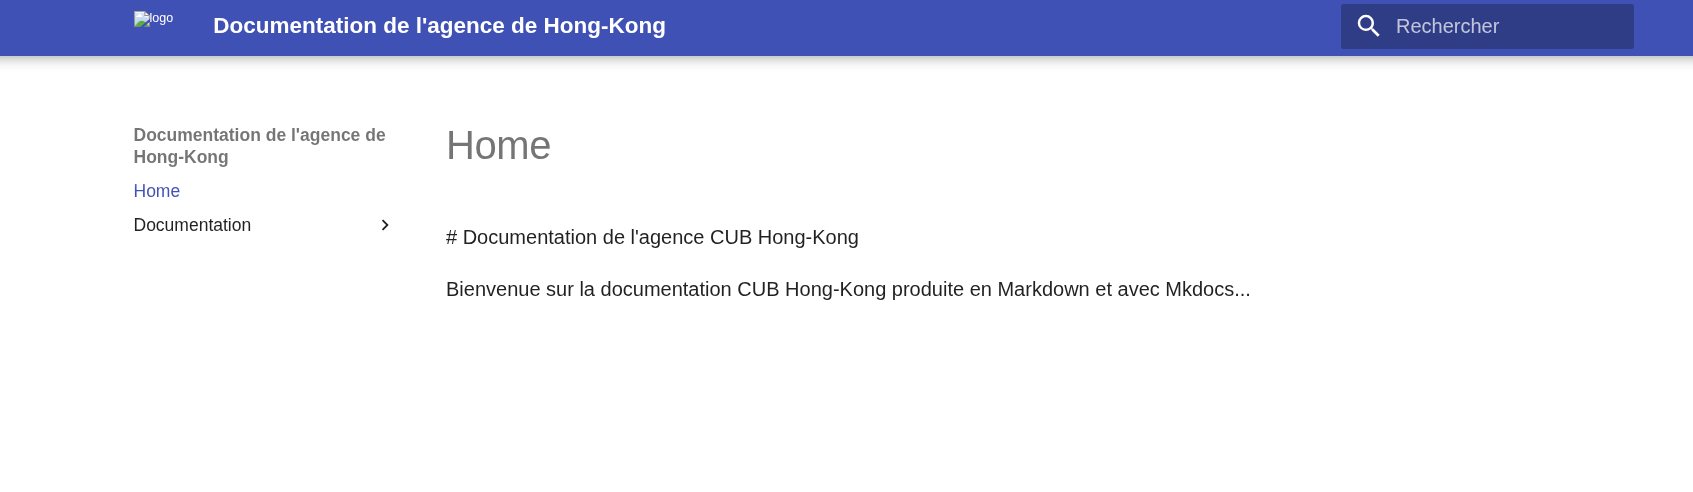 logo
Documentation de l'agence de Hong-Kong
Rechercher
Documentation de l'agence de
Hong-Kong
Home
Documentation
Home
# Documentation de l'agence CUB Hong-Kong
Bienvenue sur la documentation CUB Hong-Kong produite en Markdown et avec Mkdocs...